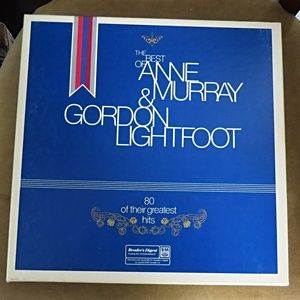 THE
BEST
OF
ANNE
MURRAY
&
GORDON
LIGHTFOOT
80
of their greatest
hits
Reader's Digest